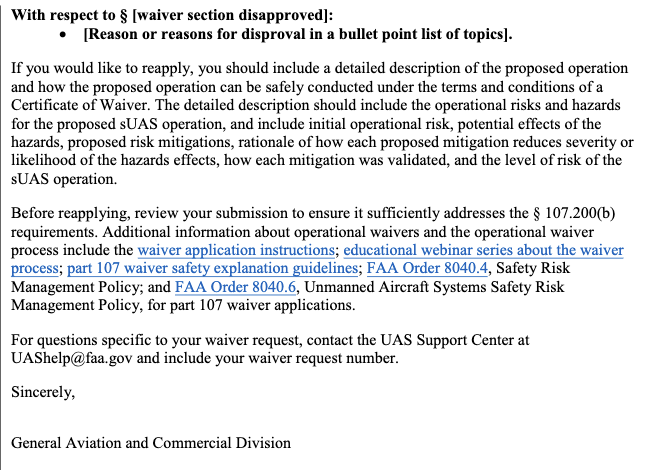 With respect to § [waiver section disapproved]:
• [Reason or reasons for disproval in a bullet point list of topics].
If you would like to reapply, you should include a detailed description of the proposed operation
and how the proposed operation can be safely conducted under the terms and conditions of a
Certificate of Waiver. The detailed description should include the operational risks and hazards
for the proposed sUAS operation, and include initial operational risk, potential effects of the
hazards, proposed risk mitigations, rationale of how each proposed mitigation reduces severity or
likelihood of the hazards effects, how each mitigation was validated, and the level of risk of the
sUAS operation.
Before reapplying, review your submission to ensure it sufficiently addresses the § 107.200(b)
requirements. Additional information about operational waivers and the operational waiver
process include the waiver application instructions; educational webinar series about the waiver
process; part 107 waiver safety explanation guidelines; FAA Order 8040.4, Safety Risk
Management Policy; and FAA Order 8040.6, Unmanned Aircraft Systems Safety Risk
Management Policy, for part 107 waiver applications.
For questions specific to your waiver request, contact the UAS Support Center at
UAShelp@faa.gov and include your waiver request number.
Sincerely,
General Aviation and Commercial Division